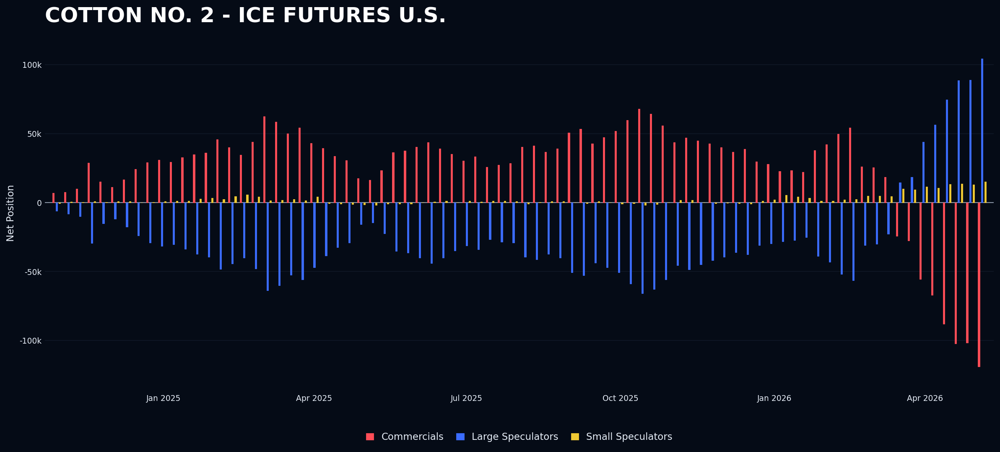 COTTON NO. 2 - ICE FUTURES U.S.
Net Position
100k
50k
0
-50k
-100k
Jan 2025 Apr 2025 Jul 2025 Oct 2025 Jan 2026 Apr 2026
Commercials Large Speculators Small Speculators